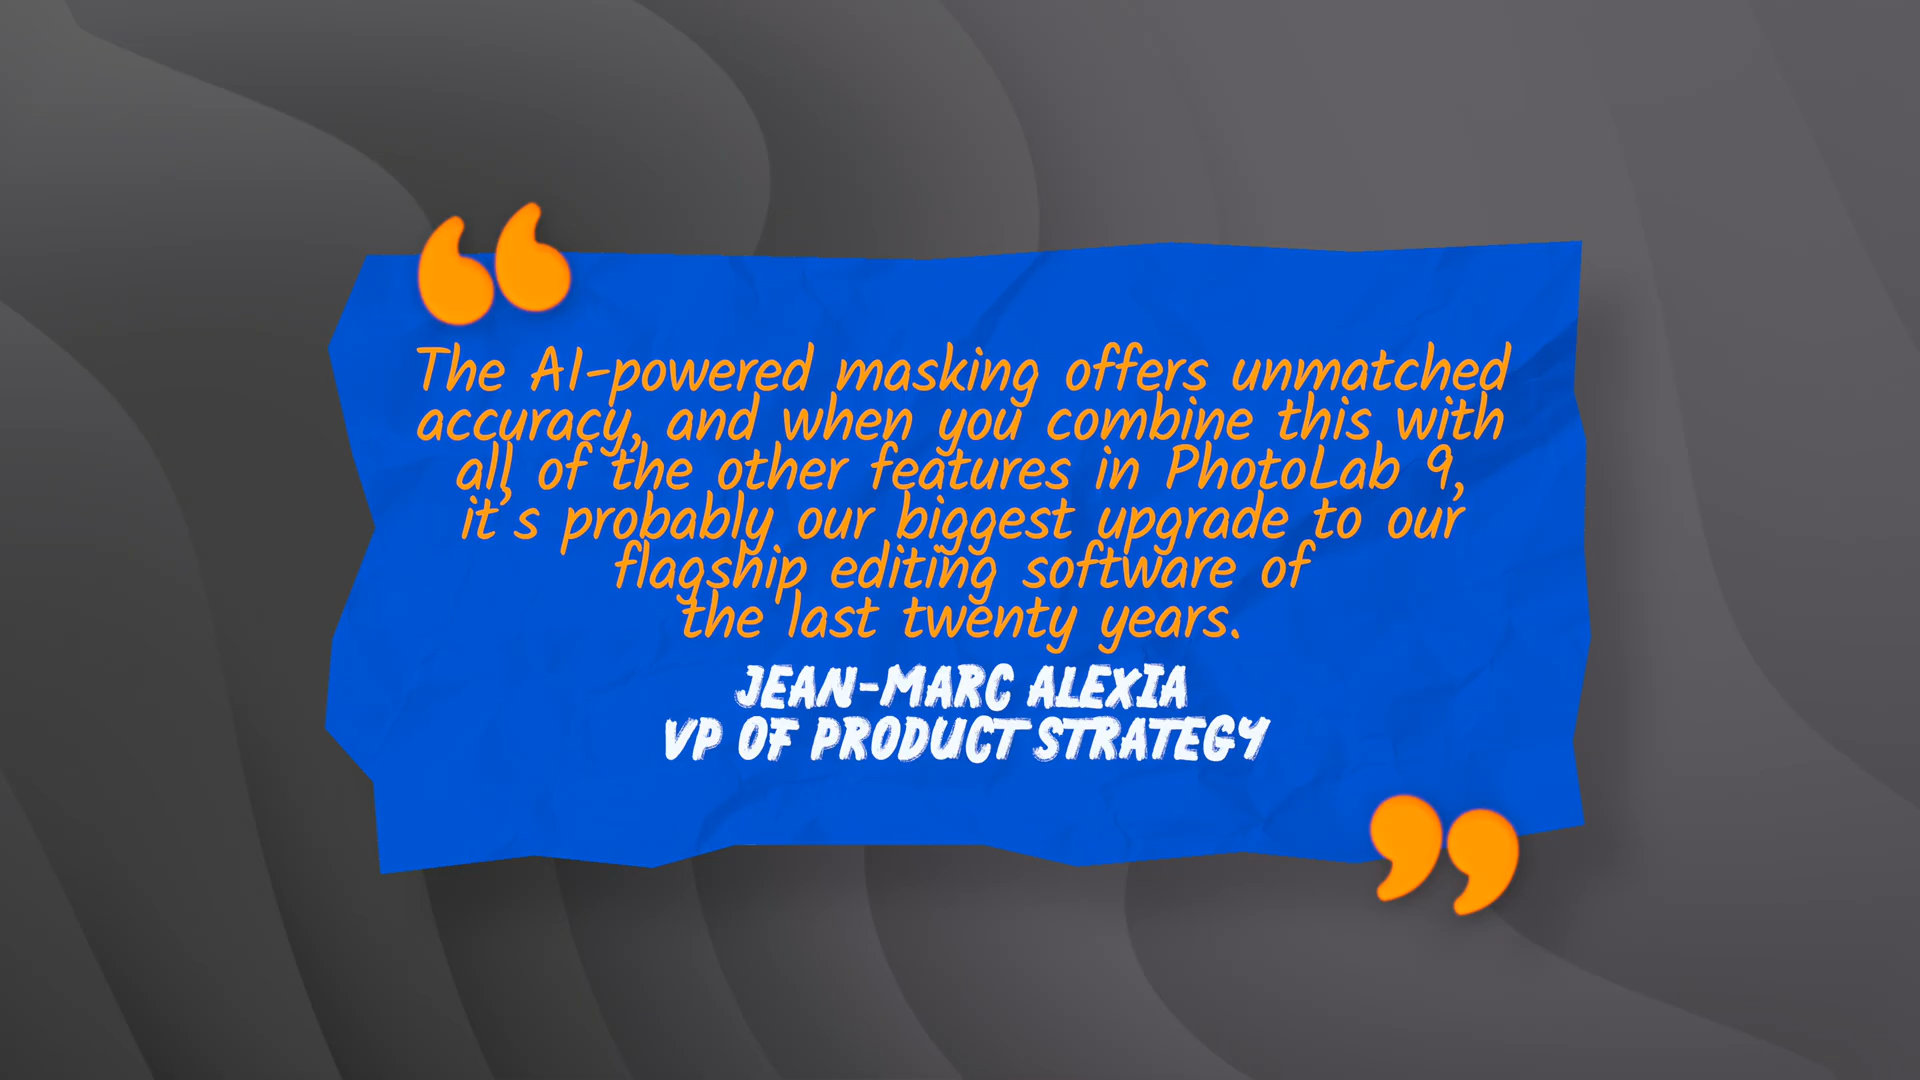 The AI-powered masking offers unmatched
accuracy, and when you combine this with
all of the other features in PhotoLab 9,
it's probably our biggest upgrade to our
flagship editing software of
the last twenty years.
JEAN-MARC ALEXIA
VP OF PRODUCT STRATEGY